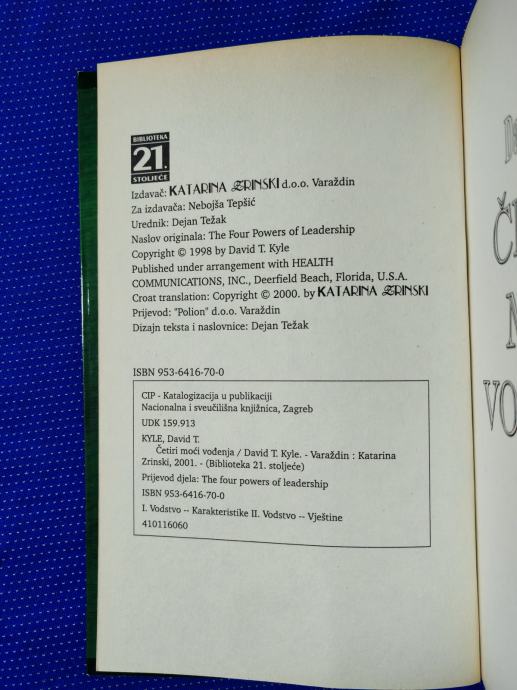 BIBLIOTEKA
21.
STOLJEĆE
Izdavač: KATARINA ZRINSKI d.o.o. Varaždin
Za izdavača: Nebojša Tepšić
Urednik: Dejan Težak
Naslov originala: The Four Powers of Leadership
Copyright © 1998 by David T. Kyle
Published under arrangement with HEALTH
COMMUNICATIONS, INC., Deerfield Beach, Florida, U.S.A.
Croat translation: Copyright © 2000. by KATARINA ZRINSKI
Prijevod: "Polion" d.o.o. Varaždin
Dizajn teksta i naslovnice: Dejan Težak
ISBN 953-6416-70-0
CIP - Katalogizacija u publikaciji
Nacionalna i sveučilišna knjižnica, Zagreb
UDK 159.913
KYLE, David T.
Četiri moći vođenja / David T. Kyle. - Varaždin : Katarina
Zrinski, 2001. - (Biblioteka 21. stoljeće)
Prijevod djela: The four powers of leadership
ISBN 953-6416-70-0
I. Vodstvo -- Karakteristike II. Vodstvo -- Vještine
410116060